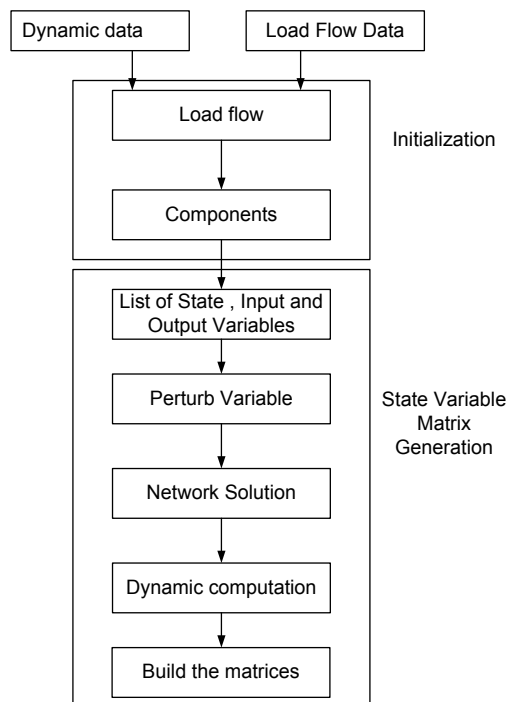 Dynamic data
Load Flow Data
Load flow
Initialization
Components
List of State , Input and
Output Variables
Perturb Variable
State Variable
Matrix
Generation
Network Solution
Dynamic computation
Build the matrices